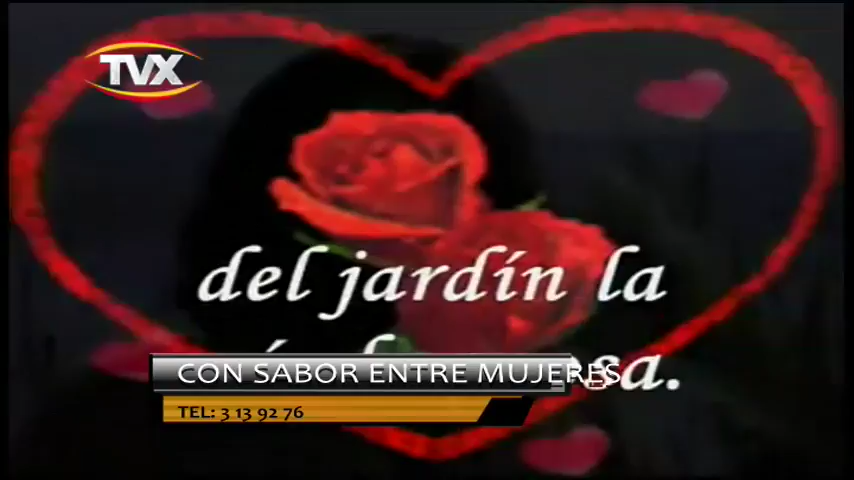 TVX
del jardín la
CON SABOR ENTRE MUJERES
TEL: 3 13 92 76